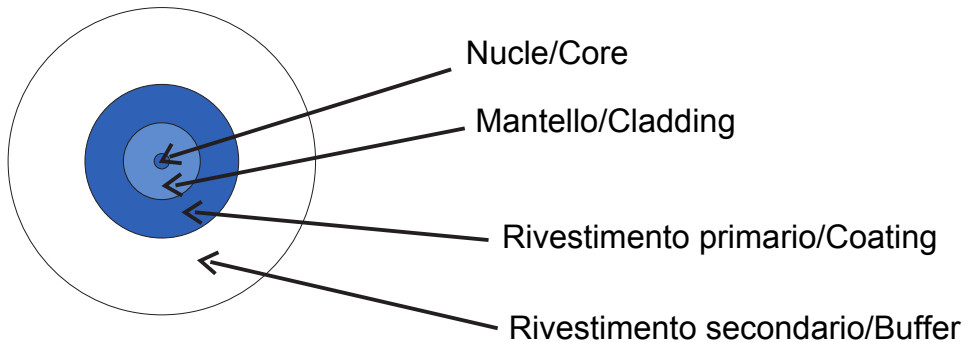 Nucle/Core
Mantello/Cladding
Rivestimento primario/Coating
Rivestimento secondario/Buffer